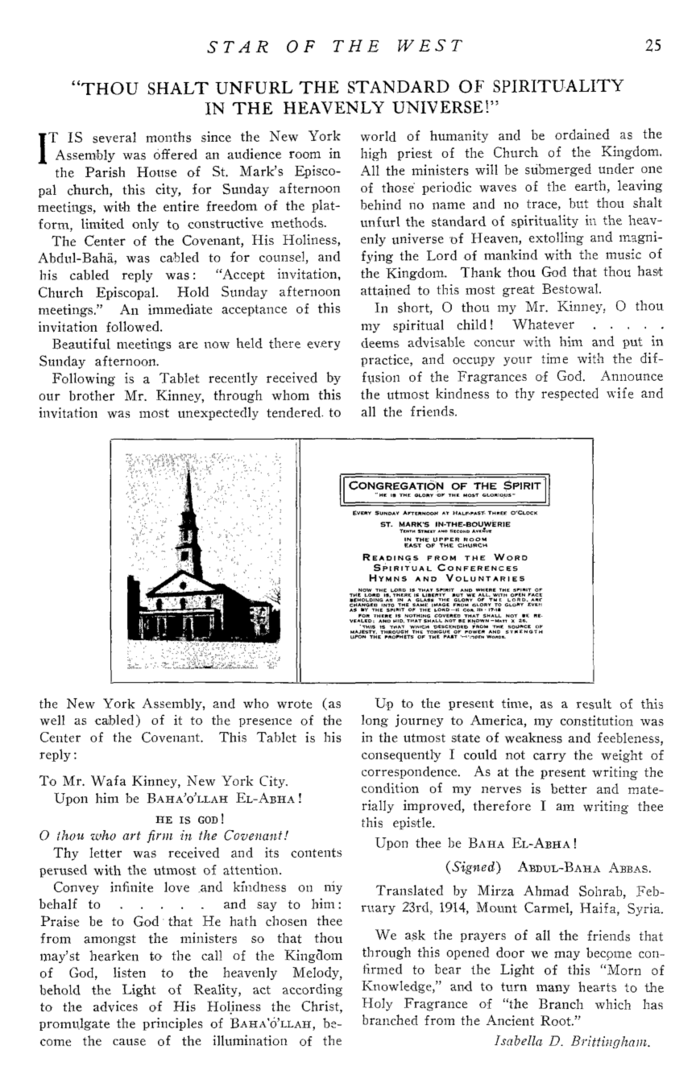 STAR OF THE WEST 25
"THOU SHALT UNFURL THE STANDARD OF SPIRITUALITY
IN THE HEAVENLY UNIVERSE!"
IT IS several months since the New York
Assembly was offered an audience room in
the Parish House of St. Mark's Episco-
pal church, this city, for Sunday afternoon
meetings, with the entire freedom of the plat-
form, limited only to constructive methods.
The Center of the Covenant, His Holiness,
Abdul-Bahä, was cabled to for counsel, and
his cabled reply was: "Accept invitation,
Church Episcopal. Hold Sunday afternoon
meetings." An immediate acceptance of this
invitation followed.
Beautiful meetings are now held there every
Sunday afternoon.
Following is a Tablet recently received by
our brother Mr. Kinney, through whom this
invitation was most unexpectedly tendered to
the New York Assembly, and who wrote (as
well as cabled) of it to the presence of the
Center of the Covenant. This Tablet is his
reply:
To Mr. Wafa Kinney, New York City.
Upon him be BAHA'O'LLAH EL-ABHA!
HE IS GOD!
O thou who art firm in the Covenant!
Thy letter was received and its contents
perused with the utmost of attention.
Convey infinite love and kindness on my
behalf to . . . . . and say to him:
Praise be to God that He hath chosen thee
from amongst the ministers so that thou
may'st hearken to the call of the Kingdom
of God, listen to the heavenly Melody,
behold the Light of Reality, act according
to the advices of His Holiness the Christ,
promulgate the principles of BAHA'O'LLAH, be-
come the cause of the illumination of the
world of humanity and be ordained as the
high priest of the Church of the Kingdom.
All the ministers will be submerged under one
of those periodic waves of the earth, leaving
behind no name and no trace, but thou shalt
unfurl the standard of spirituality in the heav-
enly universe of Heaven, extolling and magni-
fying the Lord of mankind with the music of
the Kingdom. Thank thou God that thou hast
attained to this most great Bestowal.
In short, O thou my Mr. Kinney, O thou
my spiritual child! Whatever . . . . .
deems advisable concur with him and put in
practice, and occupy your time with the dif-
fusion of the Fragrances of God. Announce
the utmost kindness to thy respected wife and
all the friends.
Up to the present time, as a result of this
long journey to America, my constitution was
in the utmost state of weakness and feebleness,
consequently I could not carry the weight of
correspondence. As at the present writing the
condition of my nerves is better and mate-
rially improved, therefore I am writing thee
this epistle.
Upon thee be BAHA EL-ABHA!
(Signed) ABDUL-BAHA ABBAS.
Translated by Mirza Ahmad Sohrab, Feb-
ruary 23rd, 1914, Mount Carmel, Haifa, Syria.
We ask the prayers of all the friends that
through this opened door we may become con-
firmed to bear the Light of this "Morn of
Knowledge," and to turn many hearts to the
Holy Fragrance of "the Branch which has
branched from the Ancient Root."
Isabella D. Brittingham.
CONGREGATION OF THE SPIRIT
"HE IS THE GLORY OF THE MOST GLORIOUS"
EVERY SUNDAY AFTERNOON AT HALF-PAST THREE O'CLOCK
ST. MARK'S IN-THE-BOUWERIE
TENTH STREET AND SECOND AVENUE
IN THE UPPER ROOM
EAST OF THE CHURCH
READINGS FROM THE WORD
SPIRITUAL CONFERENCES
HYMNS AND VOLUNTARIES
NOW THE LORD IS THAT SPIRIT AND WHERE THE SPIRIT OF
THE LORD IS, THERE IS LIBERTY BUT WE ALL, WITH OPEN FACE
BEHOLDING AS IN A GLASS THE GLORY OF THE LORD, ARE
CHANGED INTO THE SAME IMAGE FROM GLORY TO GLORY EVEN
AS BY THE SPIRIT OF THE LORD—II COR. III - 17-18
FOR THERE IS NOTHING COVERED THAT SHALL NOT BE RE-
VEALED; AND HID, THAT SHALL NOT BE KNOWN—MATT X 26.
"THIS IS THAT WHICH DESCENDED FROM THE SOURCE OF
MAJESTY, THROUGH THE TONGUE OF POWER AND STRENGTH
UPON THE PROPHETS OF THE PAST WORDS.